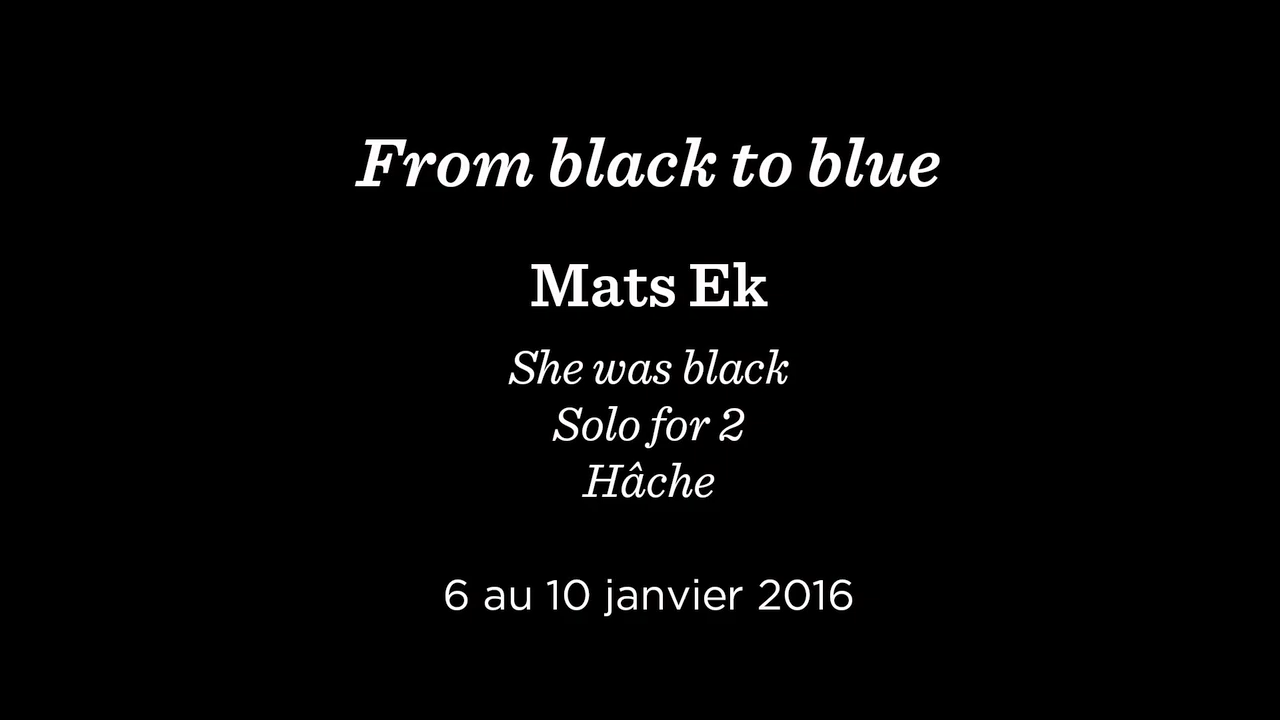 From black to blue
Mats Ek
She was black
Solo for 2
Hâche
6 au 10 janvier 2016